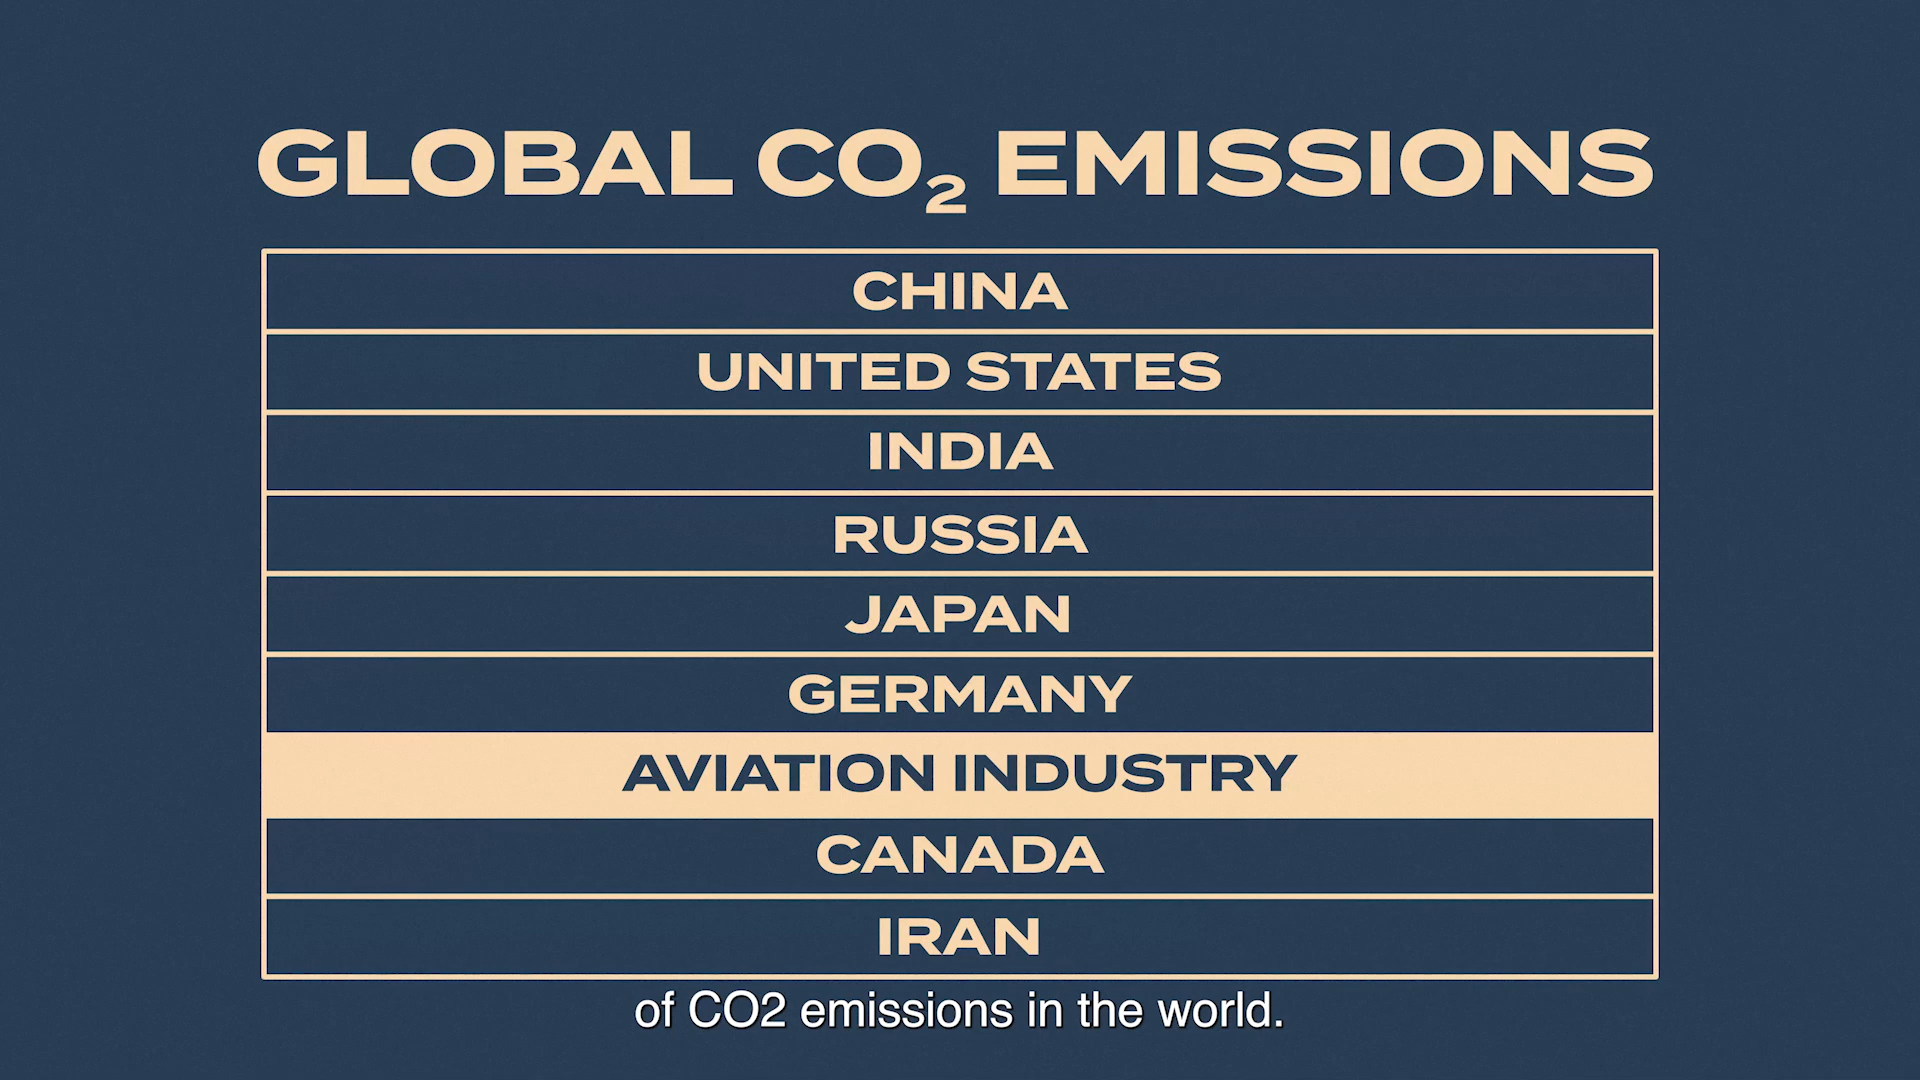 GLOBAL CO₂ EMISSIONS
CHINA
UNITED STATES
INDIA
RUSSIA
JAPAN
GERMANY
AVIATION INDUSTRY
CANADA
IRAN
of CO2 emissions in the world.